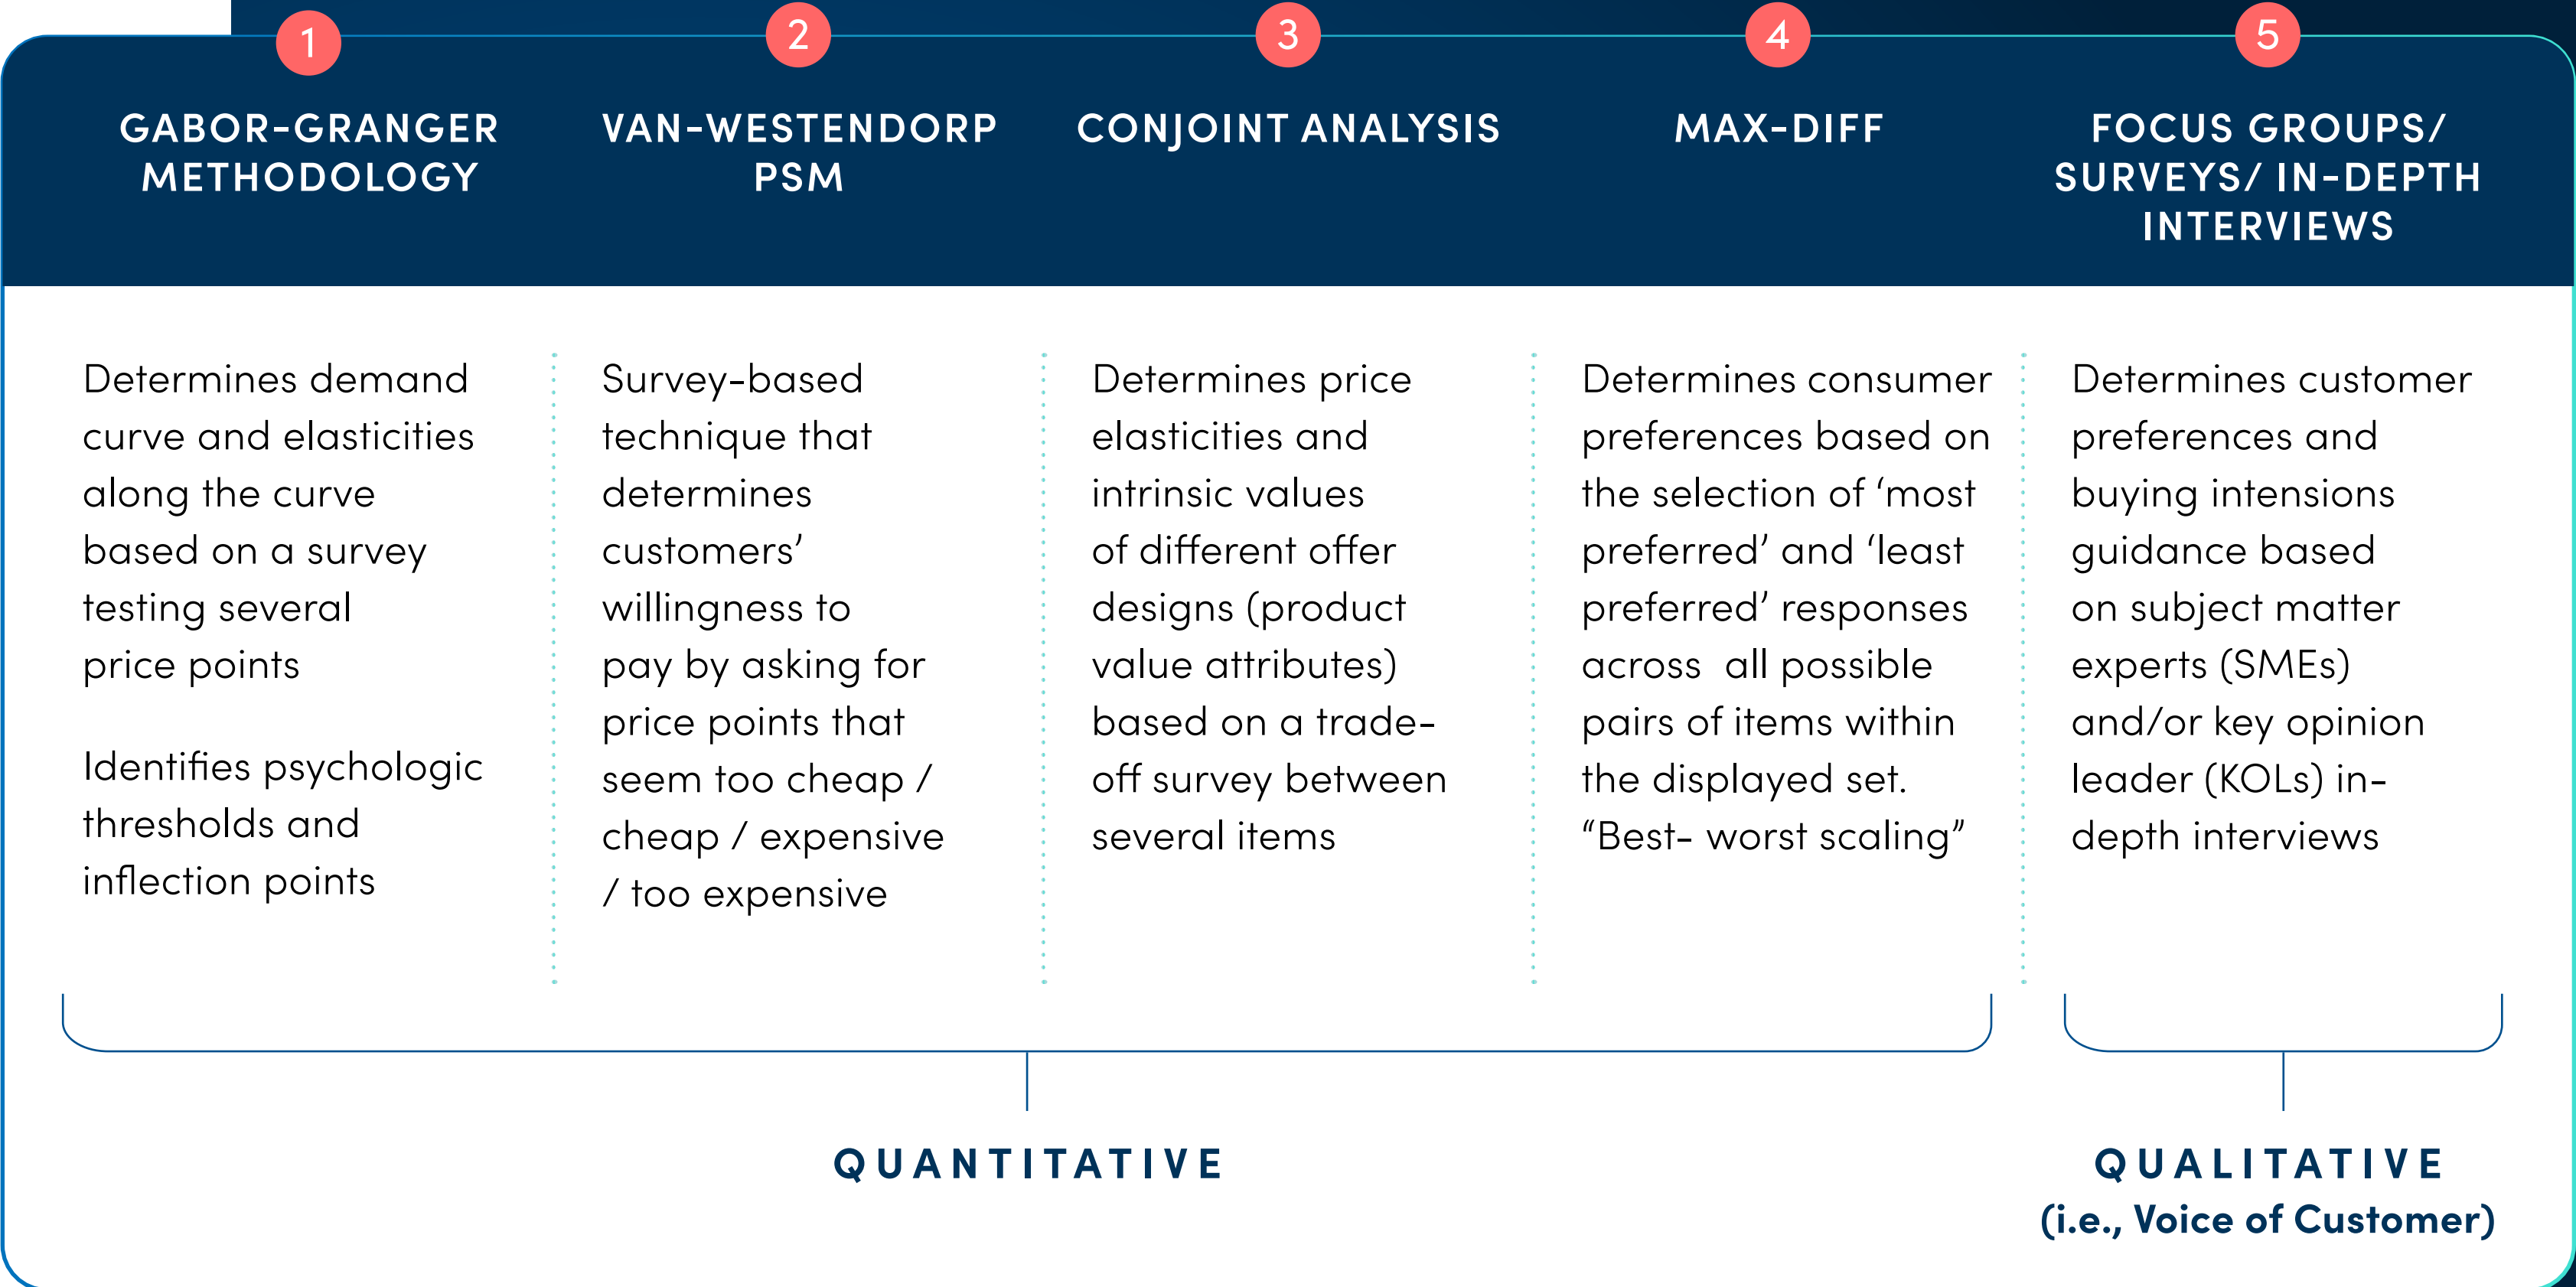 1
GABOR-GRANGER
METHODOLOGY
Determines demand
curve and elasticities
along the curve
based on a survey
testing several
price points
Identifies psychologic
thresholds and
inflection points
2
VAN-WESTENDORP
PSM
Survey-based
technique that
determines
customers’
willingness to
pay by asking for
price points that
seem too cheap /
cheap / expensive
/ too expensive
3
CONJOINT ANALYSIS
Determines price
elasticities and
intrinsic values
of different offer
designs (product
value attributes)
based on a trade-
off survey between
several items
4
MAX-DIFF
Determines consumer
preferences based on
the selection of ‘most
preferred’ and ‘least
preferred’ responses
across  all possible
pairs of items within
the displayed set.
“Best- worst scaling”
5
FOCUS GROUPS/
SURVEYS/ IN-DEPTH
INTERVIEWS
Determines customer
preferences and
buying intensions
guidance based
on subject matter
experts (SMEs)
and/or key opinion
leader (KOLs) in-
depth interviews
QUANTITATIVE
QUALITATIVE
(i.e., Voice of Customer)